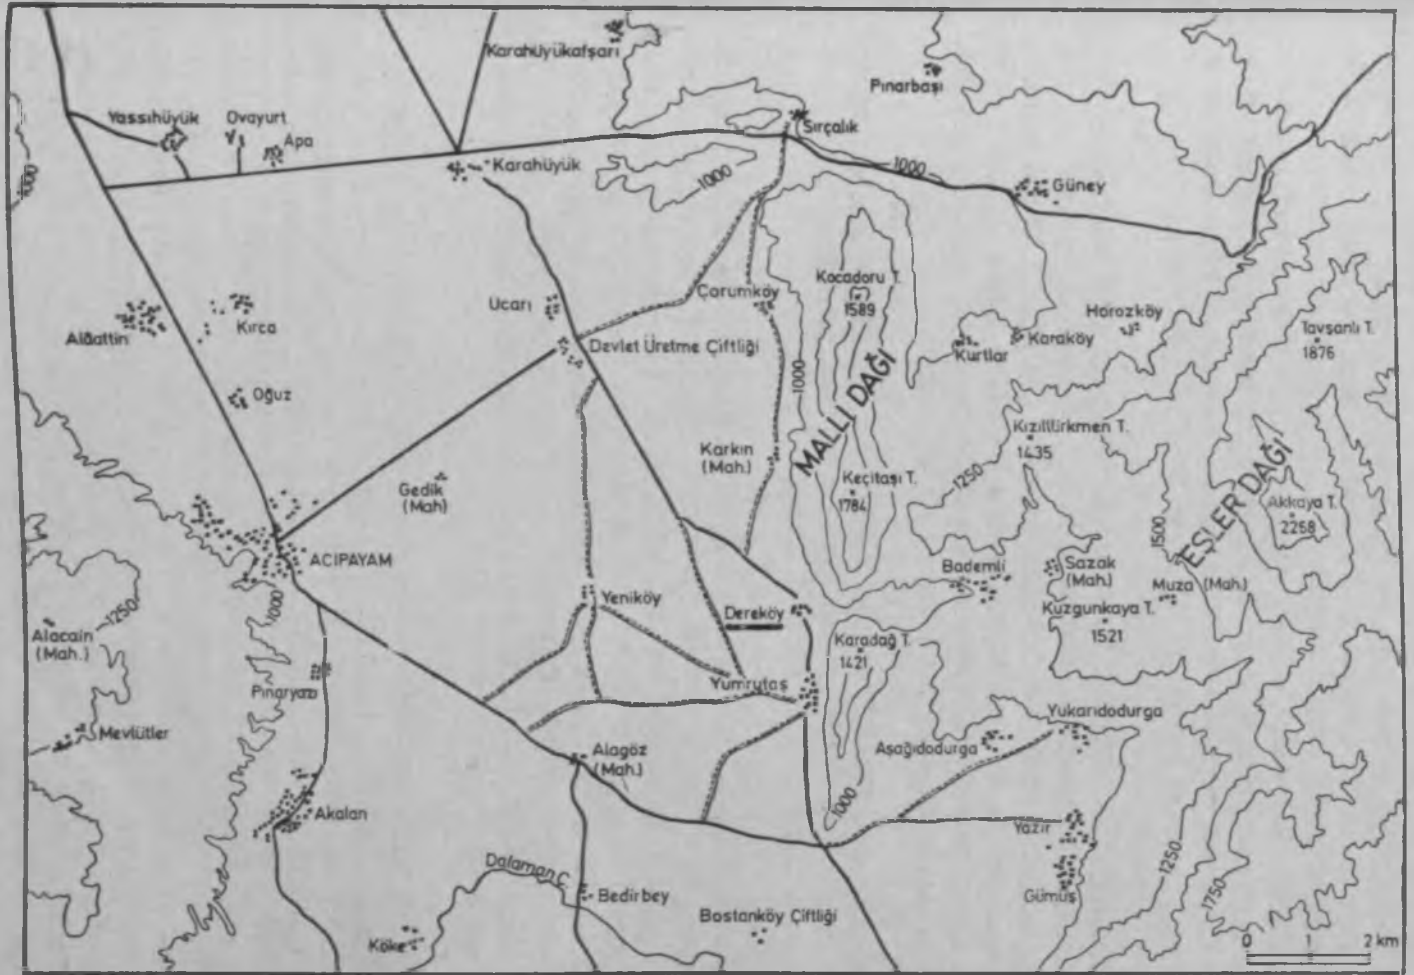 Karahüyükafşarı
Pınarbaşı
Yassıhüyük
Ovayurt
Apa
Sırçalık
1000
Karahüyük
1000
1000
Güney
Kocadoru T.
1589
Çorumköy
Ucarı
Horozköy
Tavşanlı T.
1876
Alâattin
Kırca
Devlet Üretme Çiftliği
Kurtlar
Karaköy
1000
Oğuz
MALLI DAĞI
Kızıltürkmen T.
1435
Karkın
(Mah.)
1250
Keçitaşı T.
1784
Gedik
(Mah)
EŞLER DAĞI
Akkaya T.
2258
1500
ACIPAYAM
Bademli
Sazak
(Mah.)
Muza (Mah.)
1250
1000
Yeniköy
Dereköy
Kuzgunkaya T.
1521
Alacain
(Mah.)
Karadağ T.
1421
Pınaryazı
Yumrutaş
Mevlütler
Yukarıdodurga
Aşağıdodurga
Alagöz
(Mah.)
Akalan
1000
Yazır
1250
Dalaman Ç.
Bedirbey
Gümüş
1750
Bostanköy Çiftliği
Köke
0 1 2 km